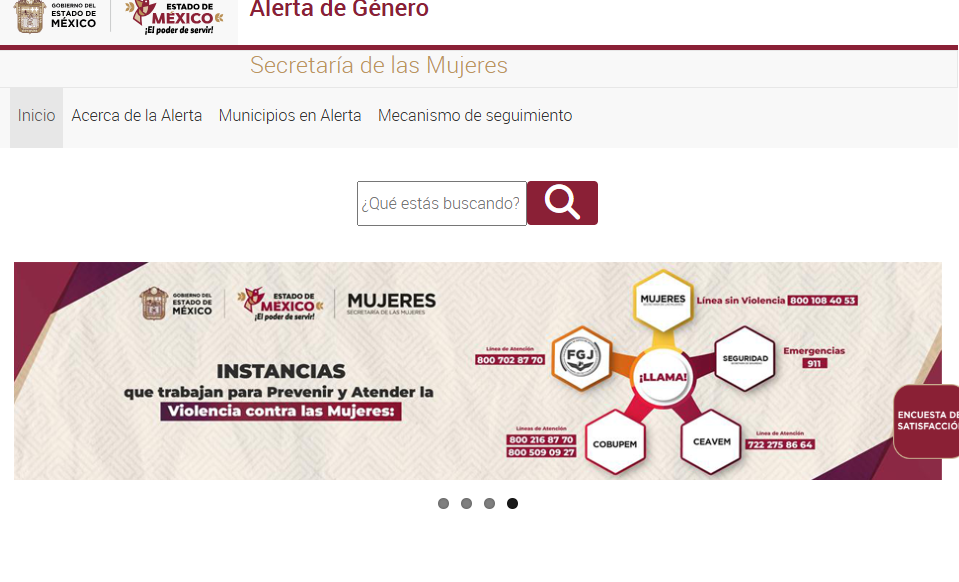 GOBIERNO DEL
ESTADO DE
MÉXICO
ESTADO DE
MÉXICO
¡El poder de servir!
Alerta de Género
Secretaría de las Mujeres
Inicio Acerca de la Alerta Municipios en Alerta Mecanismo de seguimiento
¿Qué estás buscando?
GOBIERNO DEL
ESTADO DE
MÉXICO
ESTADO DE
MÉXICO
¡El poder de servir!
MUJERES
SECRETARÍA DE LAS MUJERES
INSTANCIAS
que trabajan para Prevenir y Atender la
Violencia contra las Mujeres:
MUJERES
Línea sin Violencia 800 108 40 53
Línea de Atención
800 702 87 70
FGJ
¡LLAMA!
SEGURIDAD
Emergencias
911
Líneas de Atención
800 216 87 70
800 509 09 27
COBUPEM
CEAVEM
Línea de Atención
722 275 86 64
ENCUESTA DE
SATISFACCIÓ